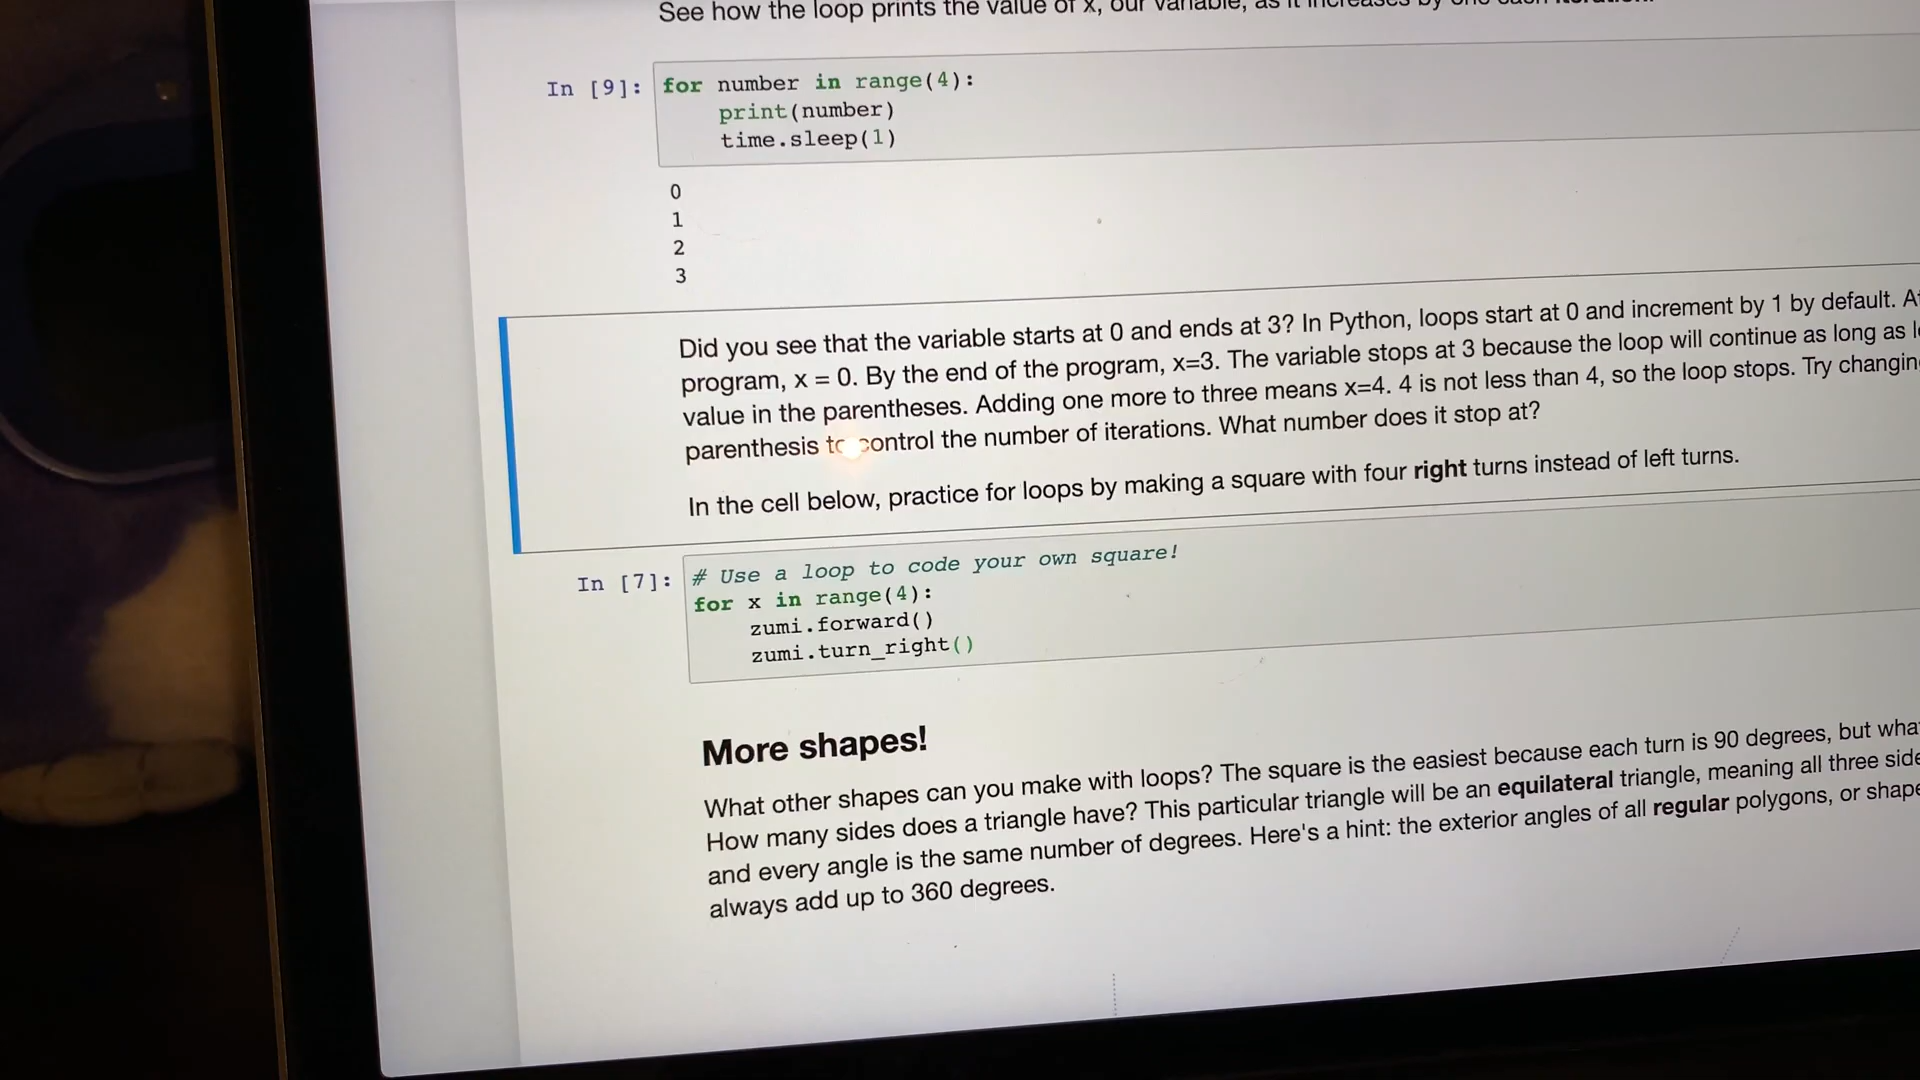 See how the loop prints the value of x, our variable, as it increases by one each iteration.
In [9]: for number in range(4):
print(number)
time.sleep(1)
0
1
2
3
Did you see that the variable starts at 0 and ends at 3? In Python, loops start at 0 and increment by 1 by default.
program, x = 0. By the end of the program, x=3. The variable stops at 3 because the loop will continue as long as
value in the parentheses. Adding one more to three means x=4. 4 is not less than 4, so the loop stops. Try
parenthesis to control the number of iterations. What number does it stop at?
In the cell below, practice for loops by making a square with four right turns instead of left turns.
In [7]: # Use a loop to code your own square!
for x in range(4):
zumi.forward()
zumi.turn_right()
More shapes!
What other shapes can you make with loops? The square is the easiest because each turn is 90 degrees, but
How many sides does a triangle have? This particular triangle will be an equilateral triangle, meaning all three
and every angle is the same number of degrees. Here's a hint: the exterior angles of all regular polygons, or
always add up to 360 degrees.